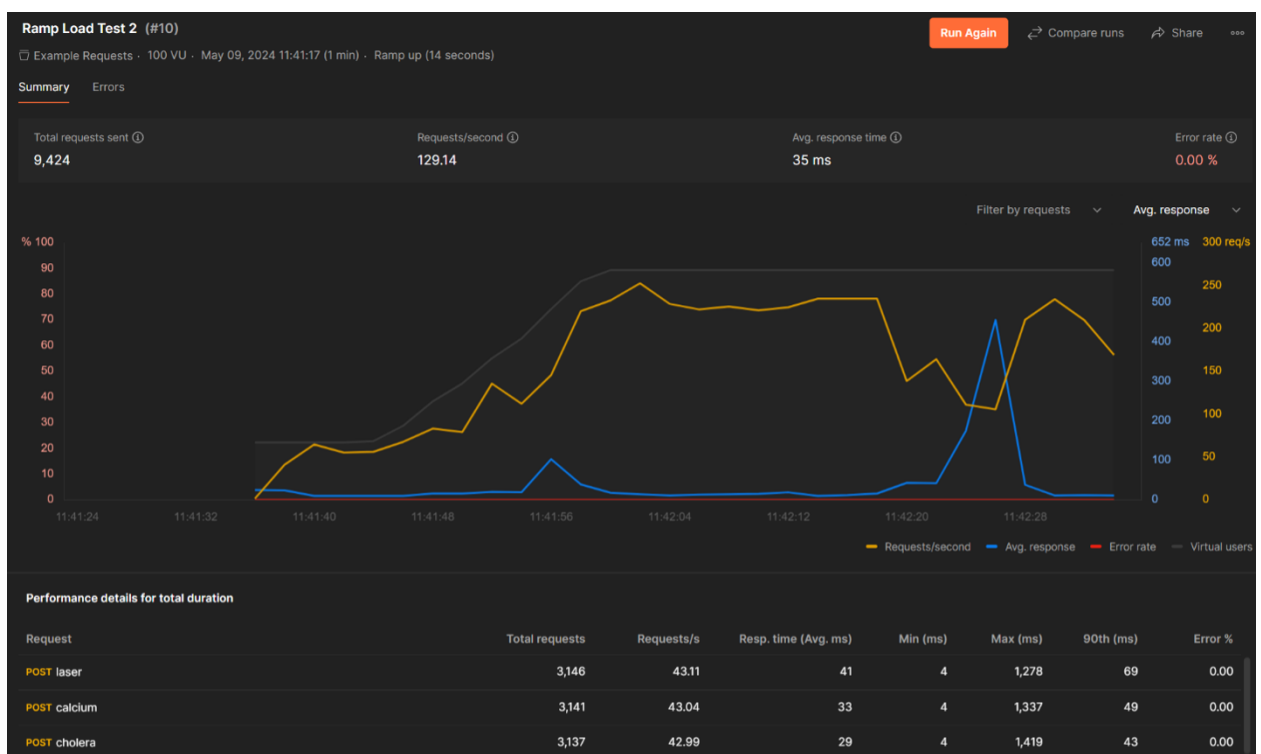 Ramp Load Test 2 (#10)
Run Again Compare runs Share
Example Requests · 100 VU · May 09, 2024 11:41:17 (1 min) · Ramp up (14 seconds)
Summary Errors
Total requests sent Requests/second Avg. response time Error rate
9,424 129.14 35 ms 0.00 %
Filter by requests Avg. response
% 100 652 ms 300 req/s
90 600
80 250
500
70
200
60 400
50 150
300
40
30 200 100
20
100 50
10
0 0 0
11:41:24 11:41:32 11:41:40 11:41:48 11:41:56 11:42:04 11:42:12 11:42:20 11:42:28
Requests/second Avg. response Error rate Virtual users
Performance details for total duration
Request Total requests Requests/s Resp. time (Avg. ms) Min (ms) Max (ms) 90th (ms) Error %
POST laser 3,146 43.11 41 4 1,278 69 0.00
POST calcium 3,141 43.04 33 4 1,337 49 0.00
POST cholera 3,137 42.99 29 4 1,419 43 0.00